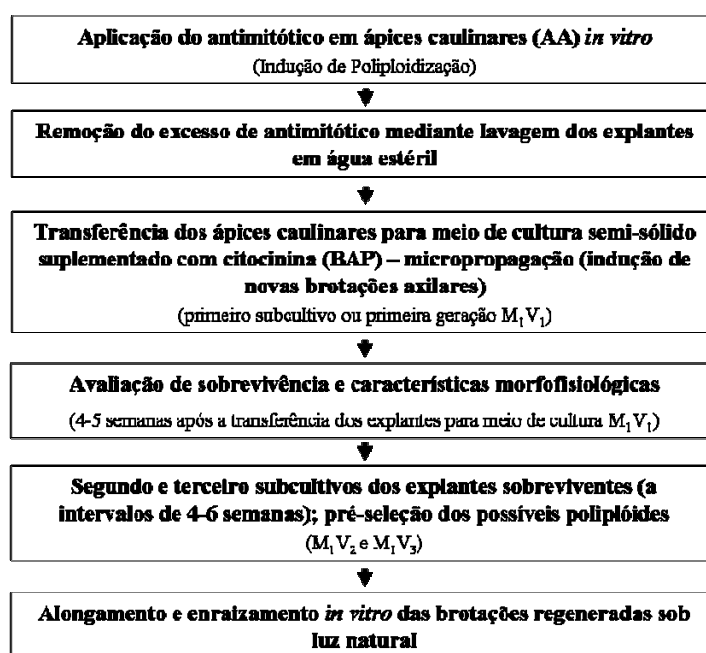 Aplicação do antimitótico em ápices caulinares (AA) in vitro
(Indução de Poliploidização)
Remoção do excesso de antimitótico mediante lavagem dos explantes
em água estéril
Transferência dos ápices caulinares para meio de cultura semi-sólido
suplementado com citocinina (BAP) – micropropagação (indução de
novas brotações axilares)
(primeiro subcultivo ou primeira geração M₁V₁)
Avaliação de sobrevivência e características morfofisiológicas
(4-5 semanas após a transferência dos explantes para meio de cultura M₁V₁)
Segundo e terceiro subcultivos dos explantes sobreviventes (a
intervalos de 4-6 semanas); pré-seleção dos possíveis poliplóides
(M₁V₂ e M₁V₃)
Alongamento e enraizamento in vitro das brotações regeneradas sob
luz natural